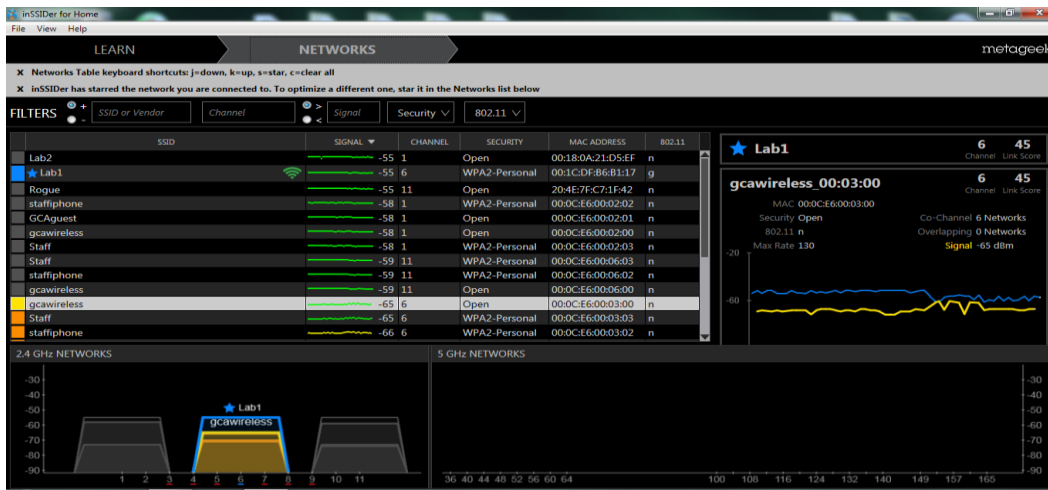 inSSIDer for Home
File View Help
LEARN NETWORKS metageek
X Networks Table keyboard shortcuts: j=down, k=up, s=star, c=clear all
X inSSIDer has starred the network you are connected to. To optimize a different one, star it in the Networks list below
FILTERS + - SSID or Vendor Channel > < Signal Security 802.11
SSID SIGNAL CHANNEL SECURITY MAC ADDRESS 802.11
Lab2 -55 1 Open 00:18:0A:21:D5:EF n
Lab1 -55 6 WPA2-Personal 00:1C:DF:B6:B1:17 g
Rogue -55 11 Open 20:4E:7F:C7:1F:42 n
staffiphone -58 1 WPA2-Personal 00:0C:E6:00:02:02 n
GCAguest -58 1 Open 00:0C:E6:00:02:01 n
gcawireless -58 1 Open 00:0C:E6:00:02:00 n
Staff -58 1 WPA2-Personal 00:0C:E6:00:02:03 n
Staff -59 11 WPA2-Personal 00:0C:E6:00:06:03 n
staffiphone -59 11 WPA2-Personal 00:0C:E6:00:06:02 n
gcawireless -59 11 Open 00:0C:E6:00:06:00 n
gcawireless -65 6 Open 00:0C:E6:00:03:00 n
Staff -65 6 WPA2-Personal 00:0C:E6:00:03:03 n
staffiphone -66 6 WPA2-Personal 00:0C:E6:00:03:02 n
Lab1 6 45
Channel Link Score
gcawireless_00:03:00 6 45
Channel Link Score
MAC 00:0C:E6:00:03:00
Security Open Co-Channel 6 Networks
802.11 n Overlapping 0 Networks
Max Rate 130 Signal -65 dBm
-20
-60
2.4 GHz NETWORKS
-30
-40
-50
-60
-70
-80
-90
Lab1
gcawireless
1 2 3 4 5 6 7 8 9 10 11
5 GHz NETWORKS
-30
-40
-50
-60
-70
-80
-90
36 40 44 48 52 56 60 64 100 108 116 124 132 140 149 157 165